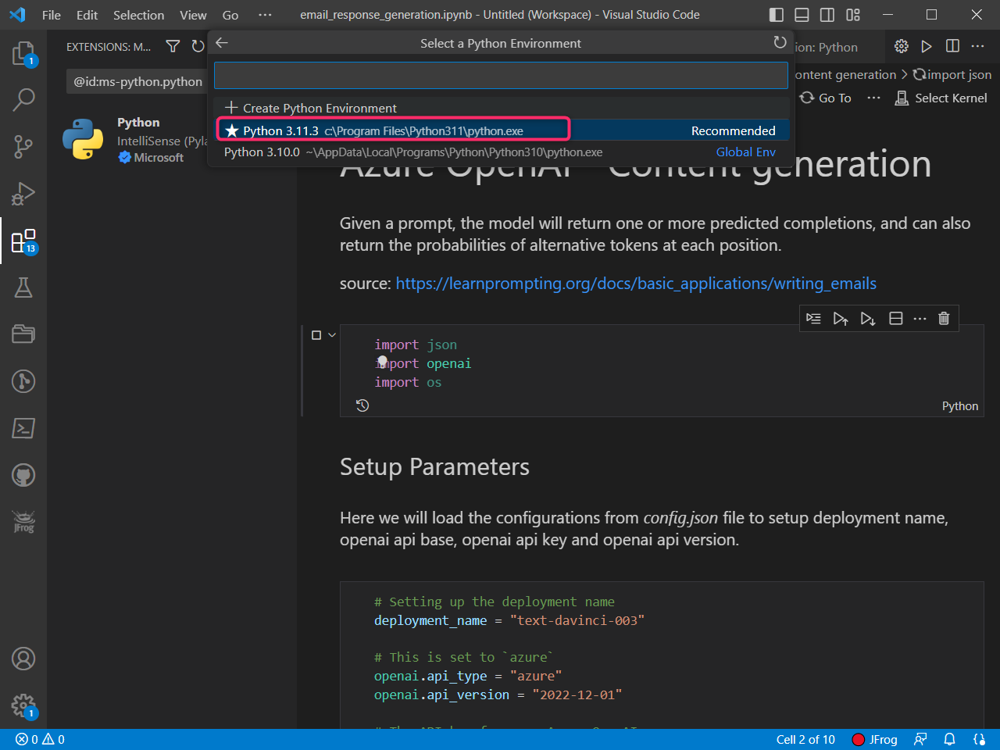 File Edit Selection View Go ··· email_response_generation.ipynb - Untitled (Workspace) - Visual Studio Code
EXTENSIONS: M...
Select a Python Environment
ion: Python
@id:ms-python.python
ontent generation > import json
Go To ··· Select Kernel
Create Python Environment
Python 3.11.3 c:\Program Files\Python311\python.exe Recommended
Python 3.10.0 ~\AppData\Local\Programs\Python\Python310\python.exe Global Env
Python
IntelliSense (Pyla
Microsoft
Azure OpenAI - Content generation
Given a prompt, the model will return one or more predicted completions, and can also
return the probabilities of alternative tokens at each position.
source: https://learnprompting.org/docs/basic_applications/writing_emails
import json
import openai
import os
Python
Setup Parameters
Here we will load the configurations from config.json file to setup deployment name,
openai api base, openai api key and openai api version.
# Setting up the deployment name
deployment_name = "text-davinci-003"
# This is set to `azure`
openai.api_type = "azure"
openai.api_version = "2022-12-01"
1
13
JFrog
1
0 0 Cell 2 of 10 JFrog